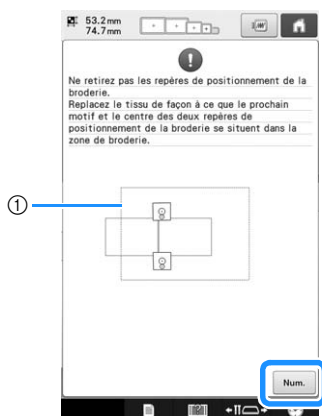 53.2 mm
74.7 mm
Ne retirez pas les repères de positionnement de la
broderie.
Replacez le tissu de façon à ce que le prochain
motif et le centre des deux repères de
positionnement de la broderie se situent dans la
zone de broderie.
①
Num.